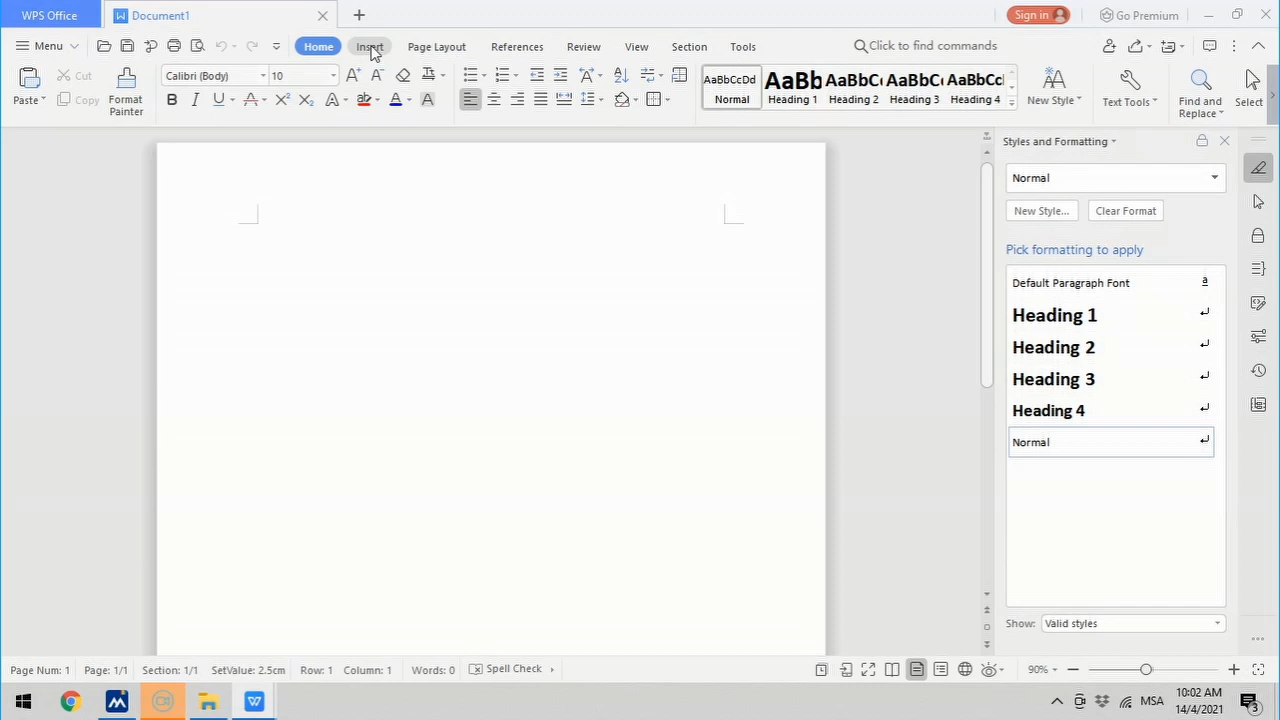 WPS Office
Document1
Sign in
Go Premium
Menu
Home
Insert
Page Layout
References
Review
View
Section
Tools
Click to find commands
Paste
Cut
Copy
Format Painter
Calibri (Body)
10
AaBbCcDd
Normal
AaBb
Heading 1
AaBbC
Heading 2
AaBbC
Heading 3
AaBbC
Heading 4
New Style
Text Tools
Find and Replace
Select
Styles and Formatting
Normal
New Style...
Clear Format
Pick formatting to apply
Default Paragraph Font a
Heading 1
Heading 2
Heading 3
Heading 4
Normal
Show: Valid styles
Page Num: 1
Page: 1/1
Section: 1/1
SetValue: 2.5cm
Row: 1
Column: 1
Words: 0
Spell Check
90%
MSA
10:02 AM
14/4/2021
3